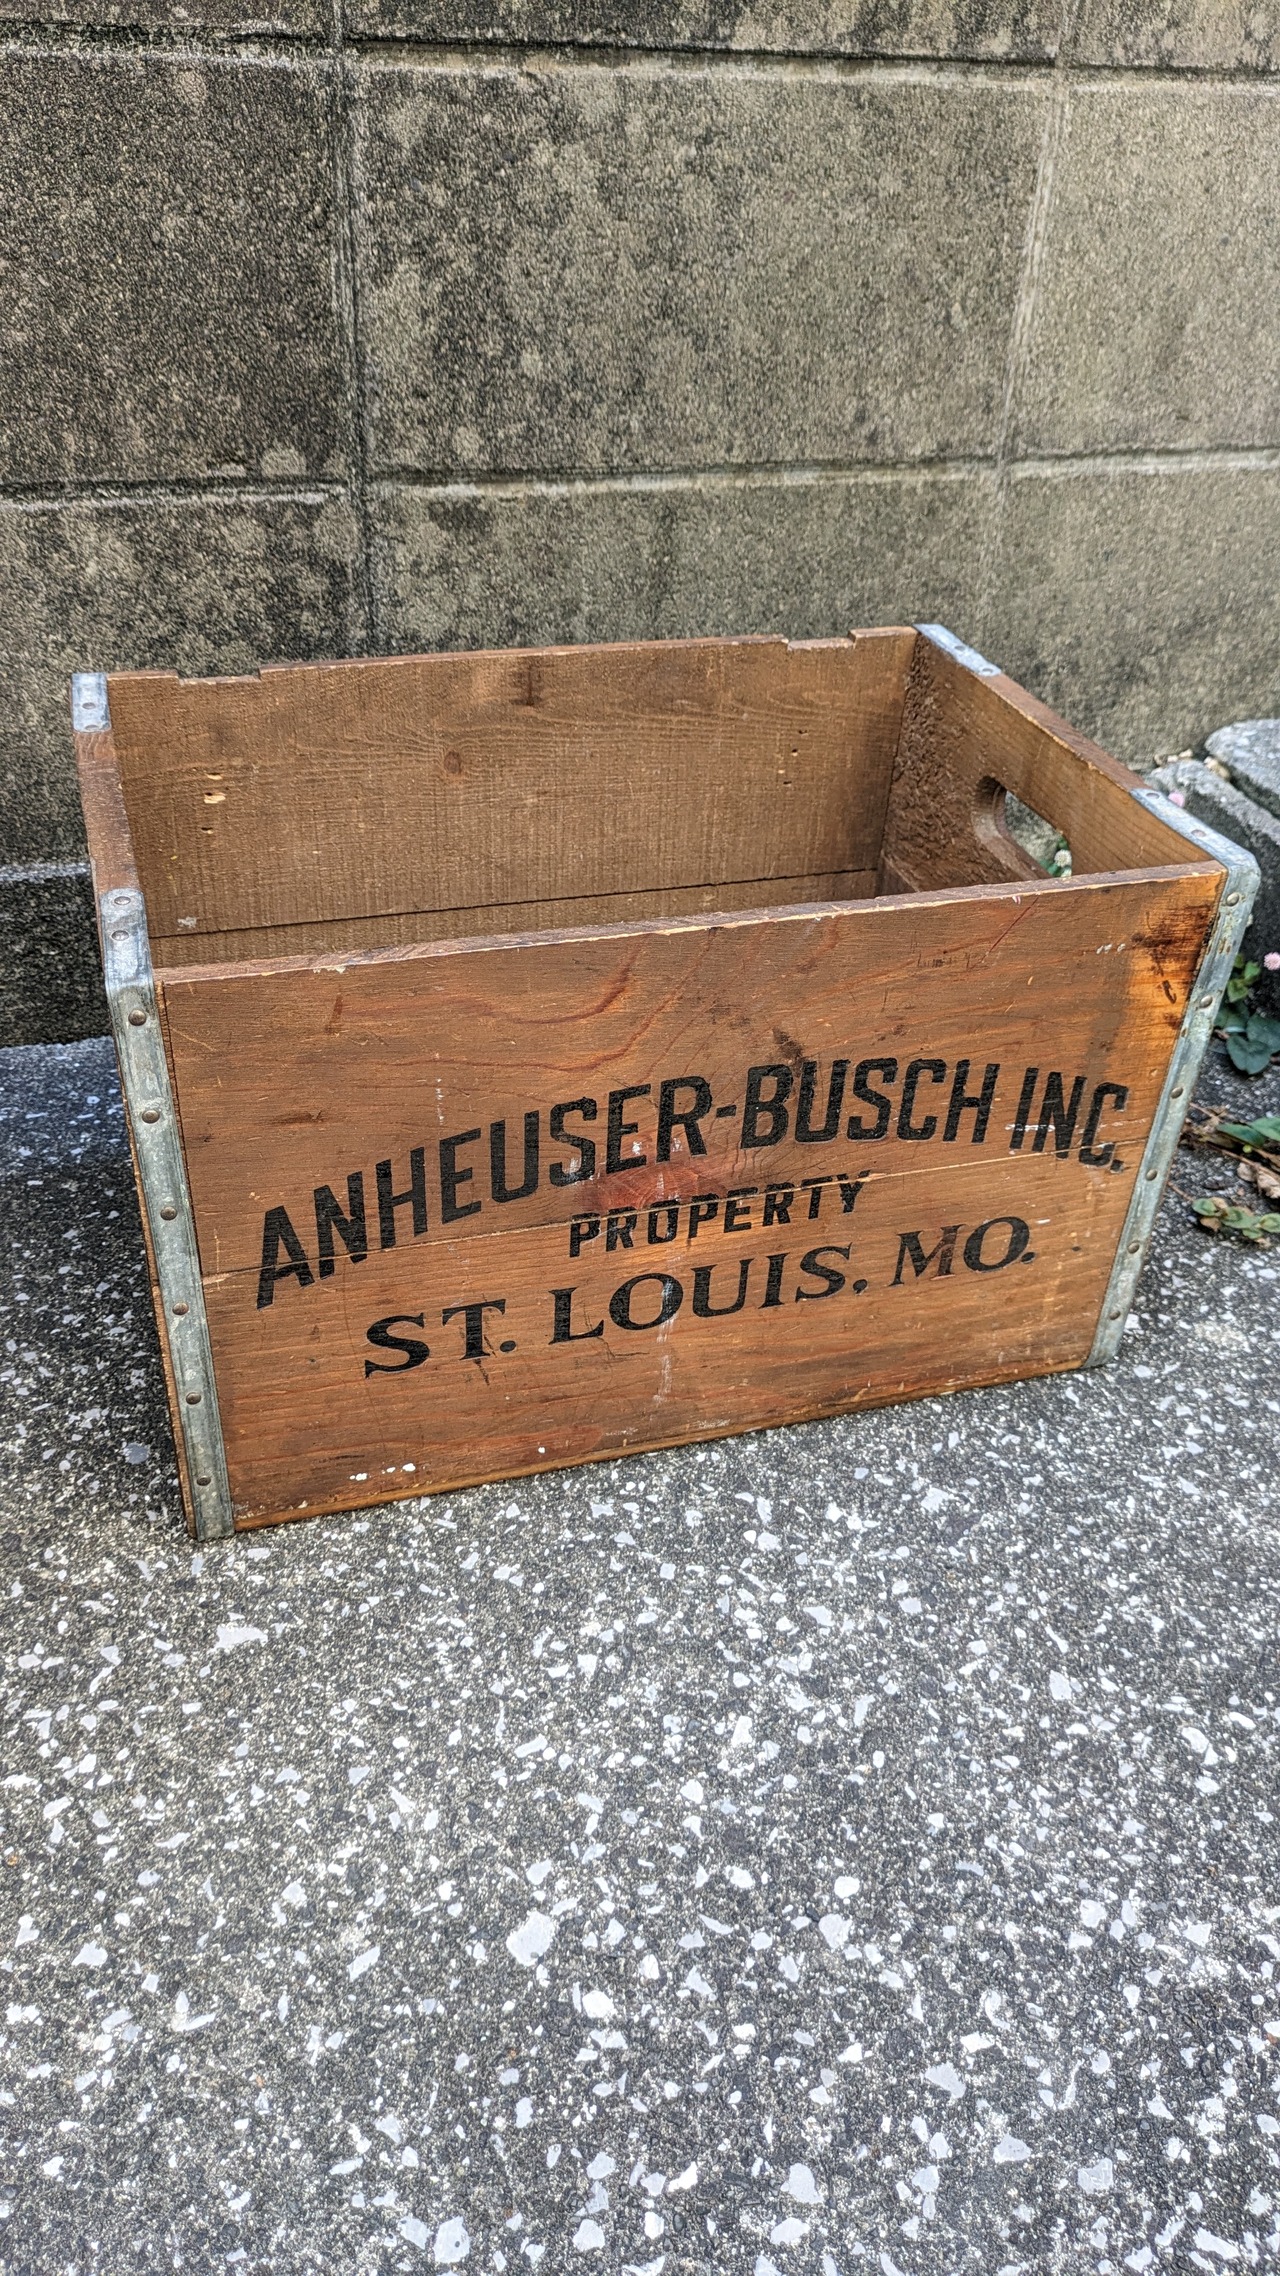 ANHEUSER-BUSCH INC.
PROPERTY
ST. LOUIS, MO.